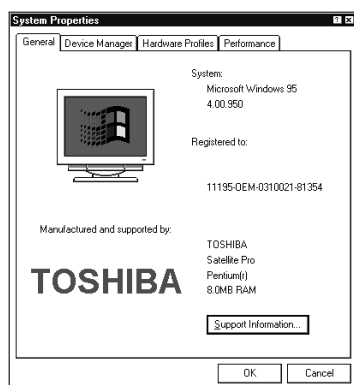 System Properties
General Device Manager Hardware Profiles Performance
System:
Microsoft Windows 95
4.00.950
Registered to:
11195-OEM-0310021-81354
Manufactured and supported by:
TOSHIBA
TOSHIBA
Satellite Pro
Pentium(r)
8.0MB RAM
Support Information...
OK Cancel